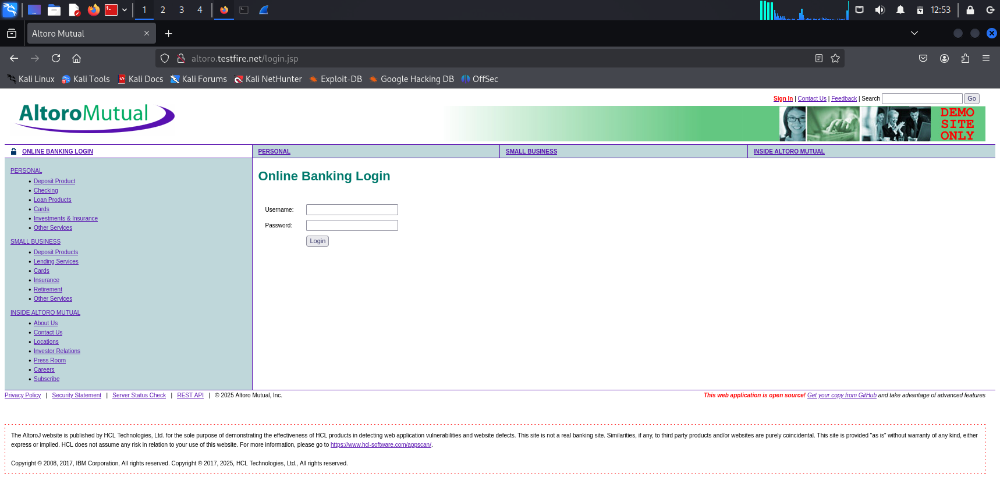 1 2 3 4 12:53
Altoro Mutual
altoro.testfire.net/login.jsp
Kali Linux Kali Tools Kali Docs Kali Forums Kali NetHunter Exploit-DB Google Hacking DB OffSec
Sign In | Contact Us | Feedback | Search Go
AltoroMutual
DEMO
SITE
ONLY
ONLINE BANKING LOGIN PERSONAL SMALL BUSINESS INSIDE ALTORO MUTUAL
PERSONAL
Deposit Product
Checking
Loan Products
Cards
Investments & Insurance
Other Services
SMALL BUSINESS
Deposit Products
Lending Services
Cards
Insurance
Retirement
Other Services
INSIDE ALTORO MUTUAL
About Us
Contact Us
Locations
Investor Relations
Press Room
Careers
Subscribe
Online Banking Login
Username:
Password:
Login
Privacy Policy | Security Statement | Server Status Check | REST API | © 2025 Altoro Mutual, Inc. This web application is open source! Get your copy from GitHub and take advantage of advanced features
The AltoroJ website is published by HCL Technologies, Ltd. for the sole purpose of demonstrating the effectiveness of HCL products in detecting web application vulnerabilities and website defects. This site is not a real banking site. Similarities, if any, to third party products and/or websites are purely coincidental. This site is provided "as is" without warranty of any kind, either
express or implied. HCL does not assume any risk in relation to your use of this website. For more information, please go to https://www.hcl-software.com/appscan/.
Copyright © 2008, 2017, IBM Corporation, All rights reserved. Copyright © 2017, 2025, HCL Technologies, Ltd., All rights reserved.